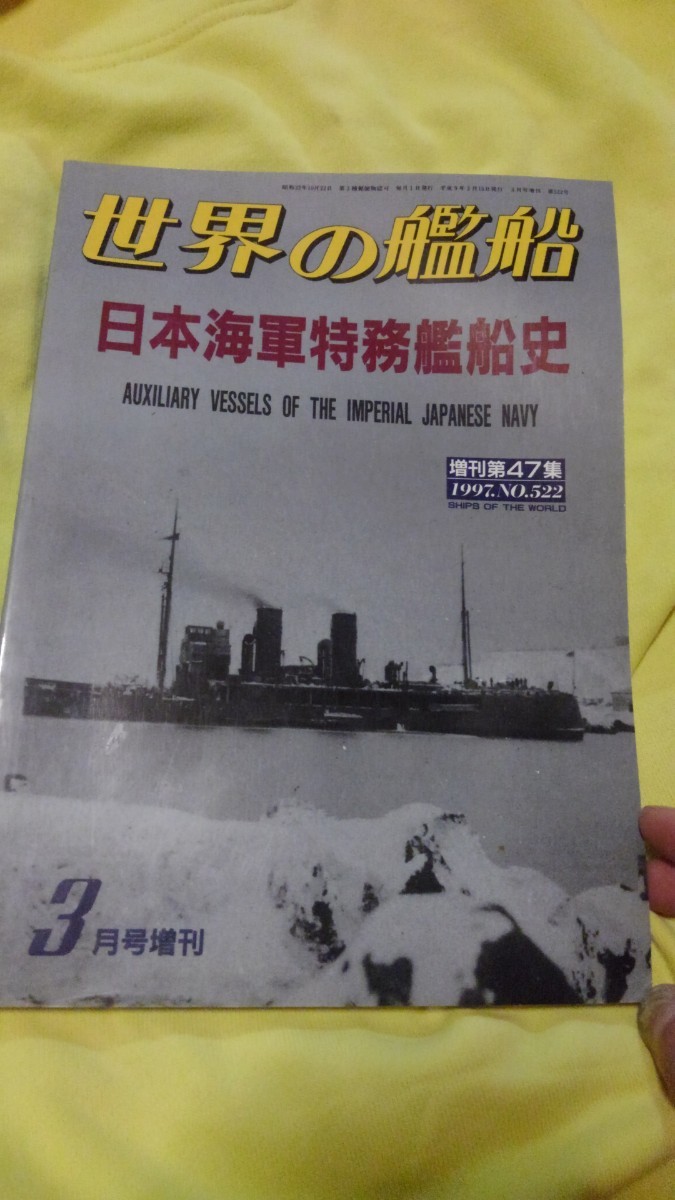 世界の艦船
日本海軍特務艦船史
AUXILIARY VESSELS OF THE IMPERIAL JAPANESE NAVY
増刊第47集
1997.NO.522
SHIPS OF THE WORLD
3月号増刊